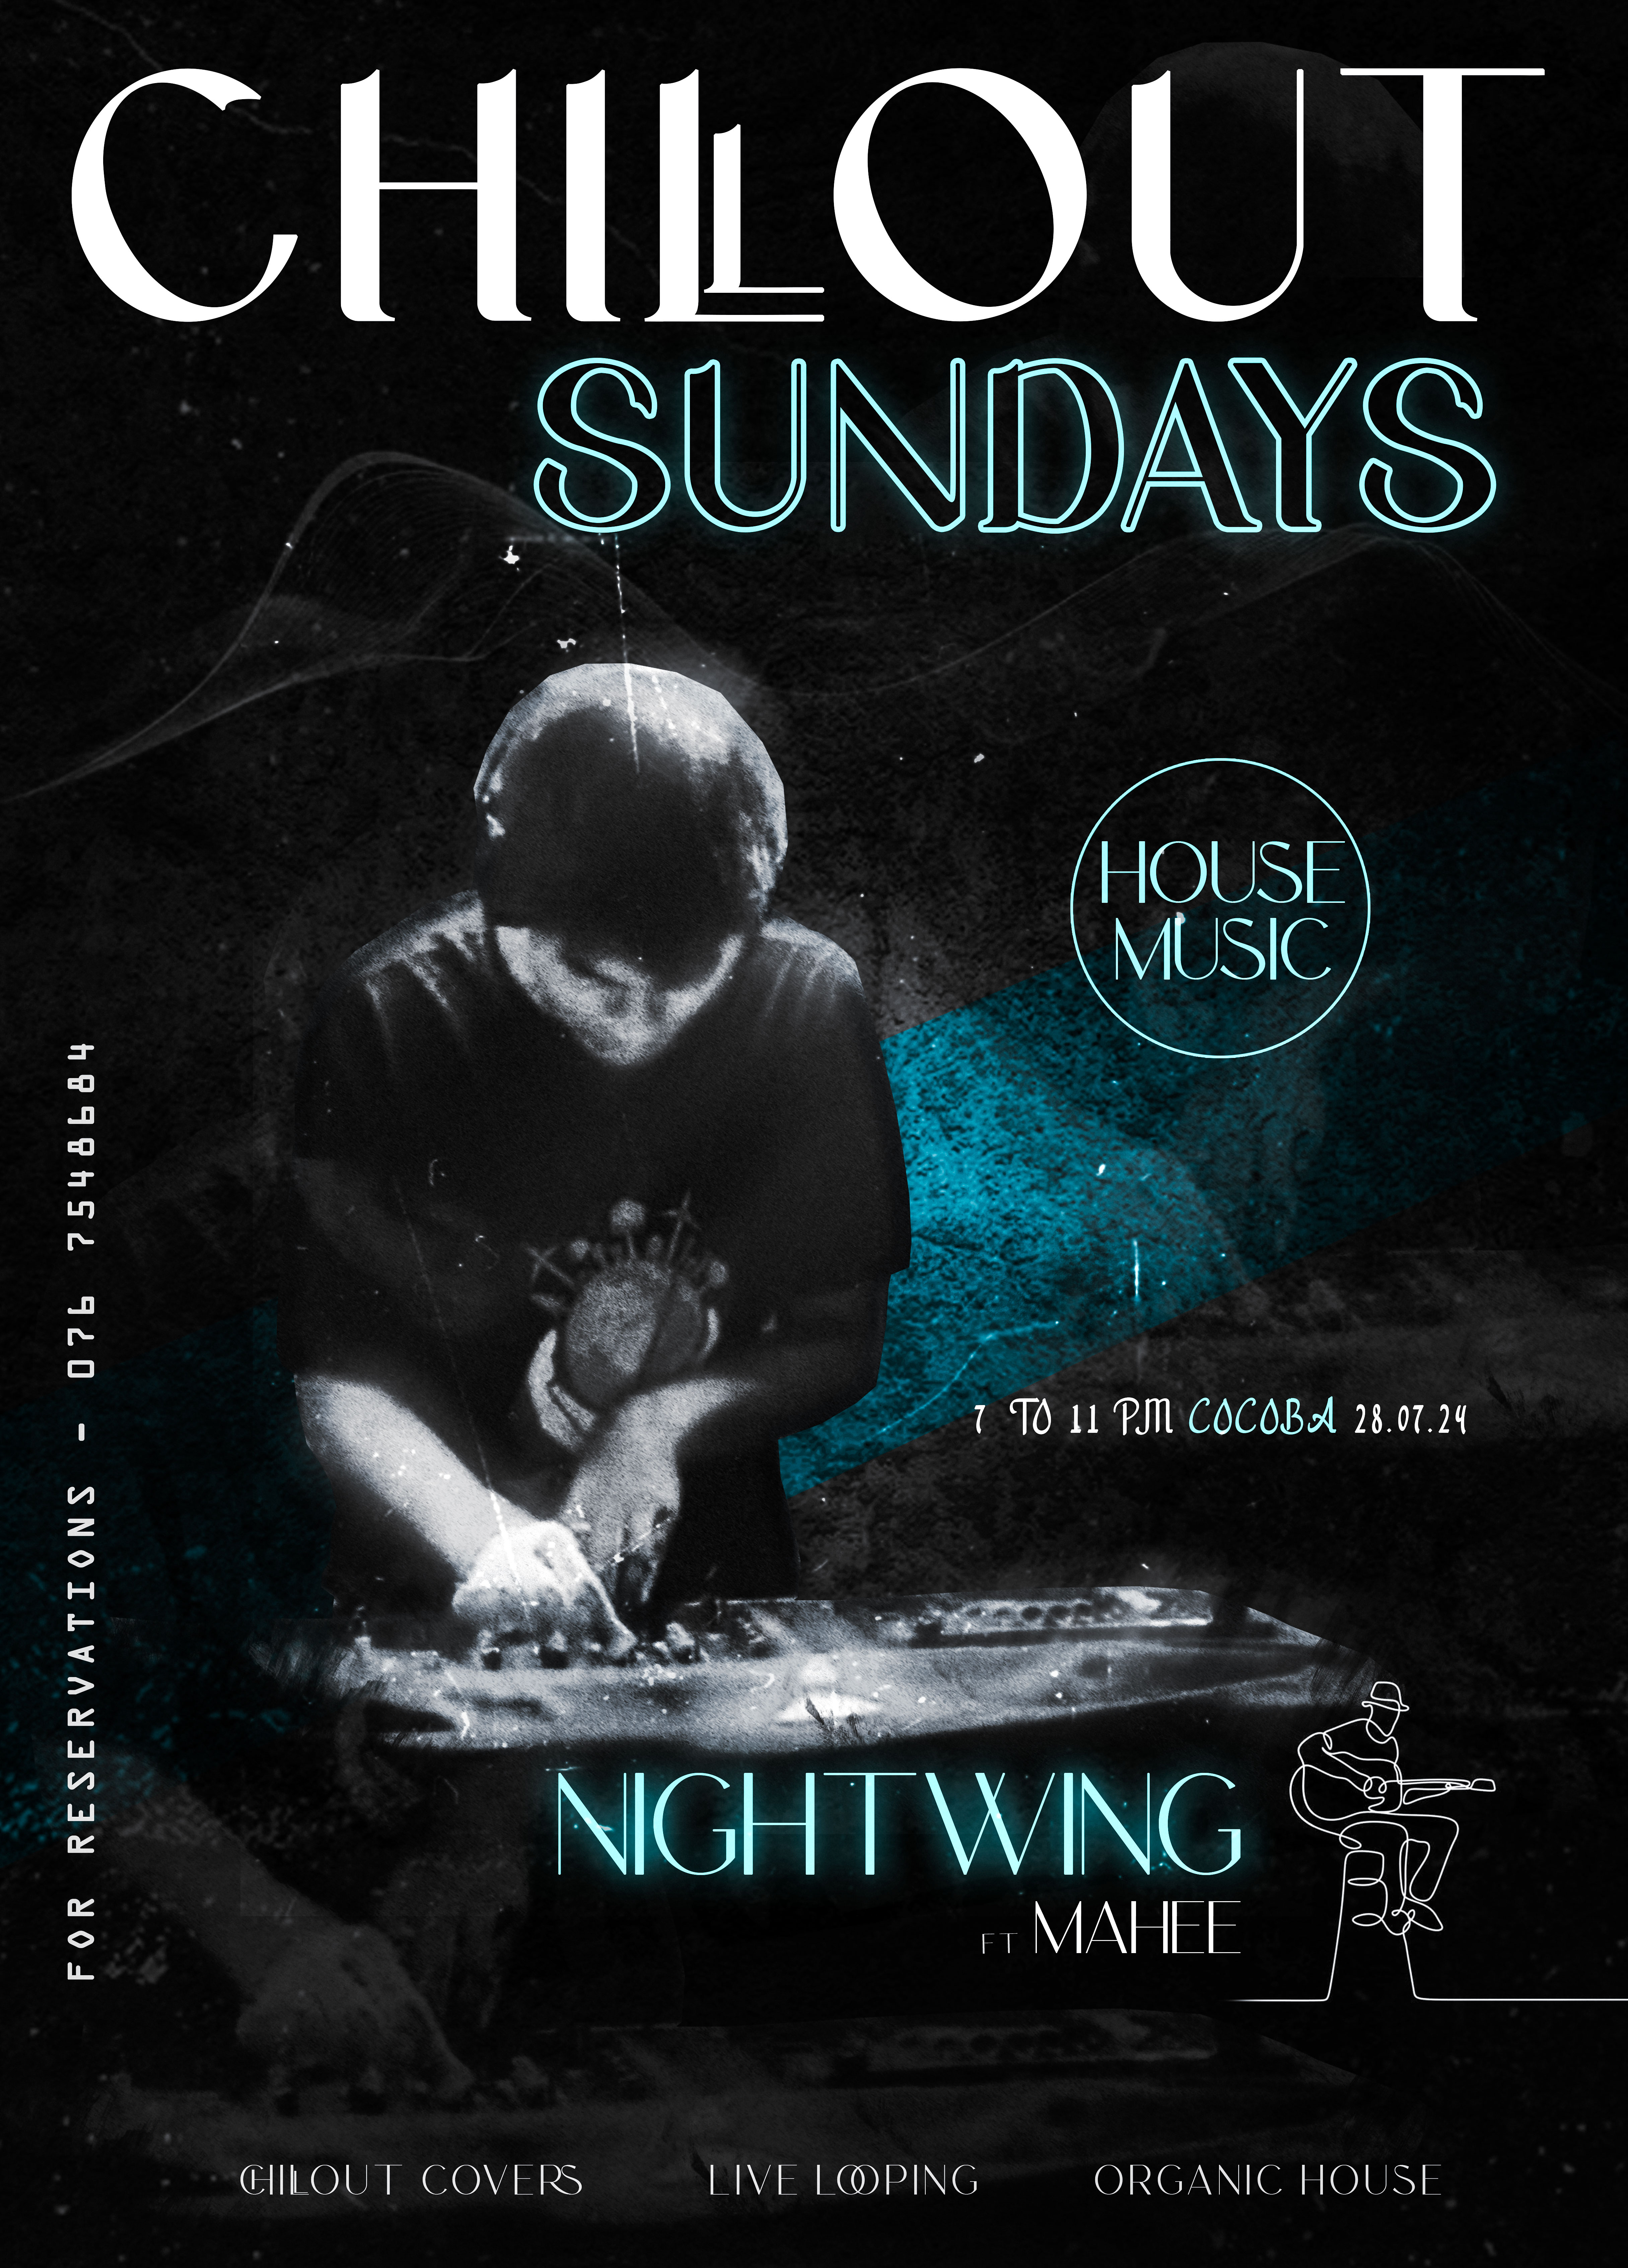 CHILLOUT
SUNDAYS
HOUSE
MUSIC
FOR RESERVATIONS - 076 7548684
7 TO 11 PM COCOBA 28.07.24
NIGHTWING
FT MAHEE
CHILLOUT COVERS LIVE LOOPING ORGANIC HOUSE